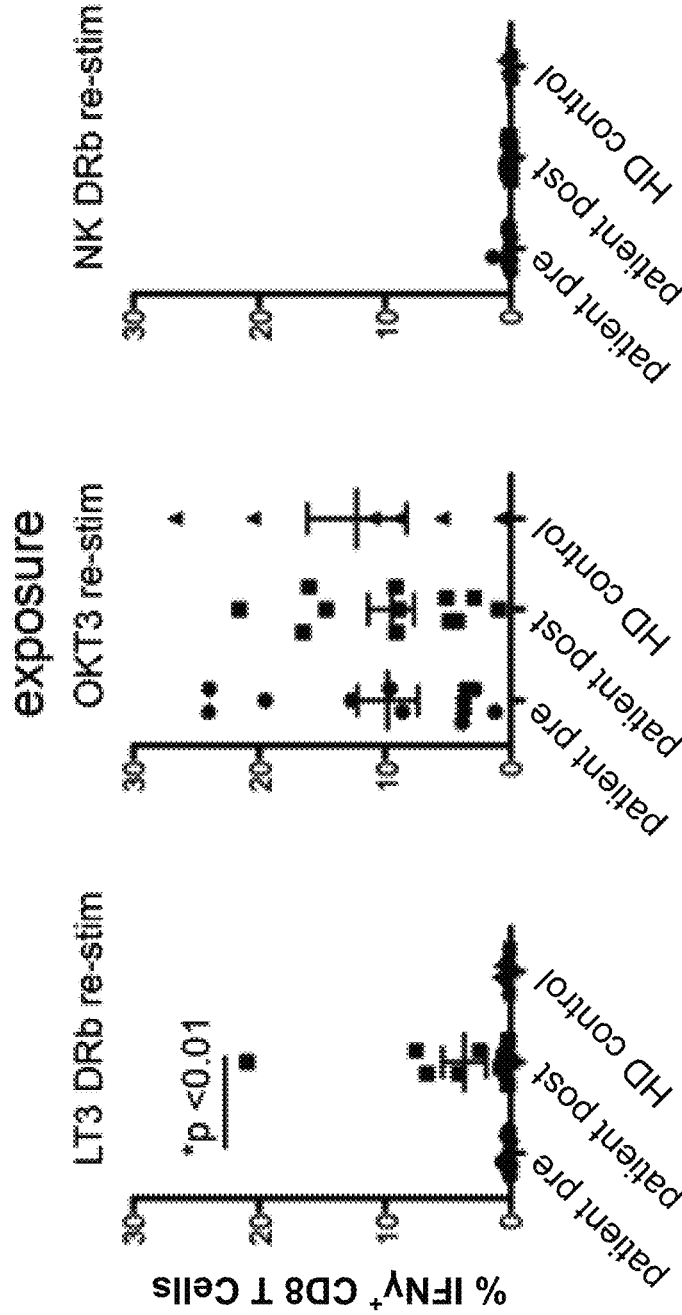 exposure
LT3 DRb re-stim
OKT3 re-stim
NK DRb re-stim
% IFNγ⁺ CD8 T Cells
30
20
10
0
*p <0.01
patient pre
patient post
HD control
30
20
10
0
patient pre
patient post
HD control
30
20
10
0
patient pre
patient post
HD control